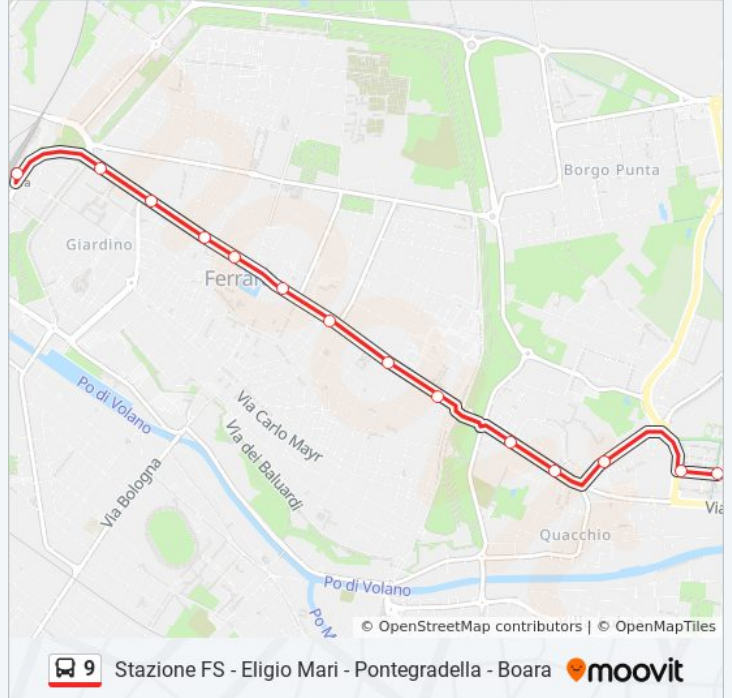 Borgo Punta
Giardino
Po di Volano
Via Carlo Mayr
Via dei Baluardi
Via Bologna
Quacchio
Po di Volano
© OpenStreetMap contributors | © OpenMapTiles
9 Stazione FS - Eligio Mari - Pontegradella - Boara moovit